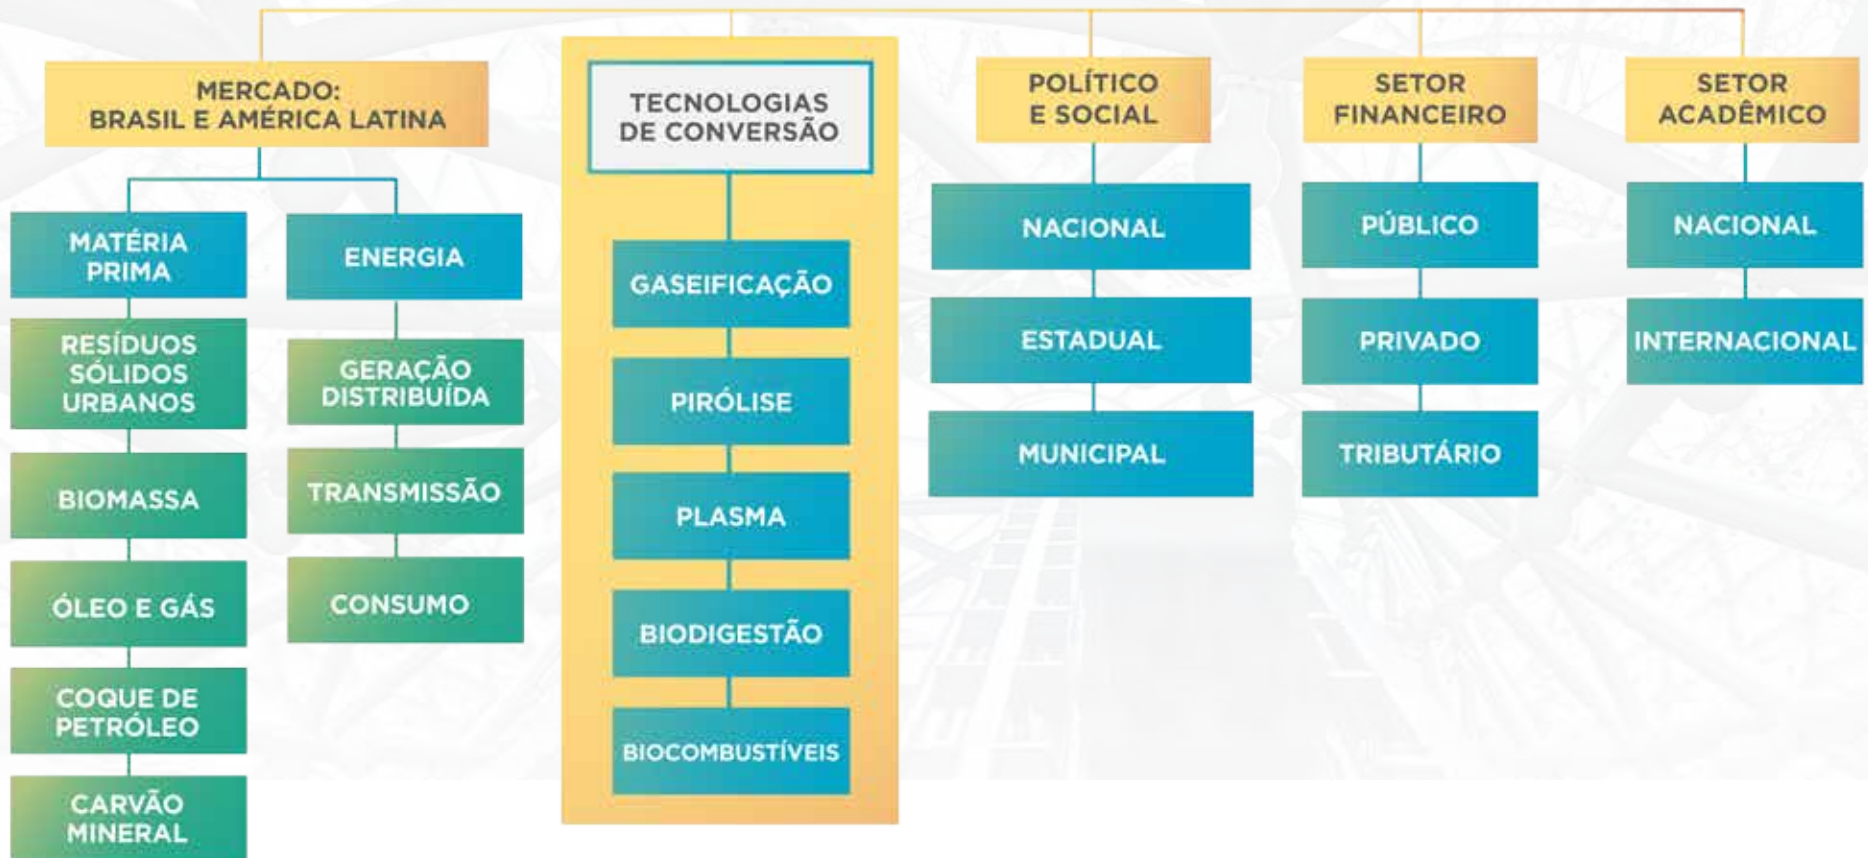 MERCADO:
BRASIL E AMÉRICA LATINA
MATÉRIA
PRIMA
RESÍDUOS
SÓLIDOS
URBANOS
BIOMASSA
ÓLEO E GÁS
COQUE DE
PETRÓLEO
CARVÃO
MINERAL
ENERGIA
GERAÇÃO
DISTRIBUÍDA
TRANSMISSÃO
CONSUMO
TECNOLOGIAS
DE CONVERSÃO
GASEIFICAÇÃO
PIRÓLISE
PLASMA
BIODIGESTÃO
BIOCOMBUSTÍVEIS
POLÍTICO
E SOCIAL
NACIONAL
ESTADUAL
MUNICIPAL
SETOR
FINANCEIRO
PÚBLICO
PRIVADO
TRIBUTÁRIO
SETOR
ACADÊMICO
NACIONAL
INTERNACIONAL